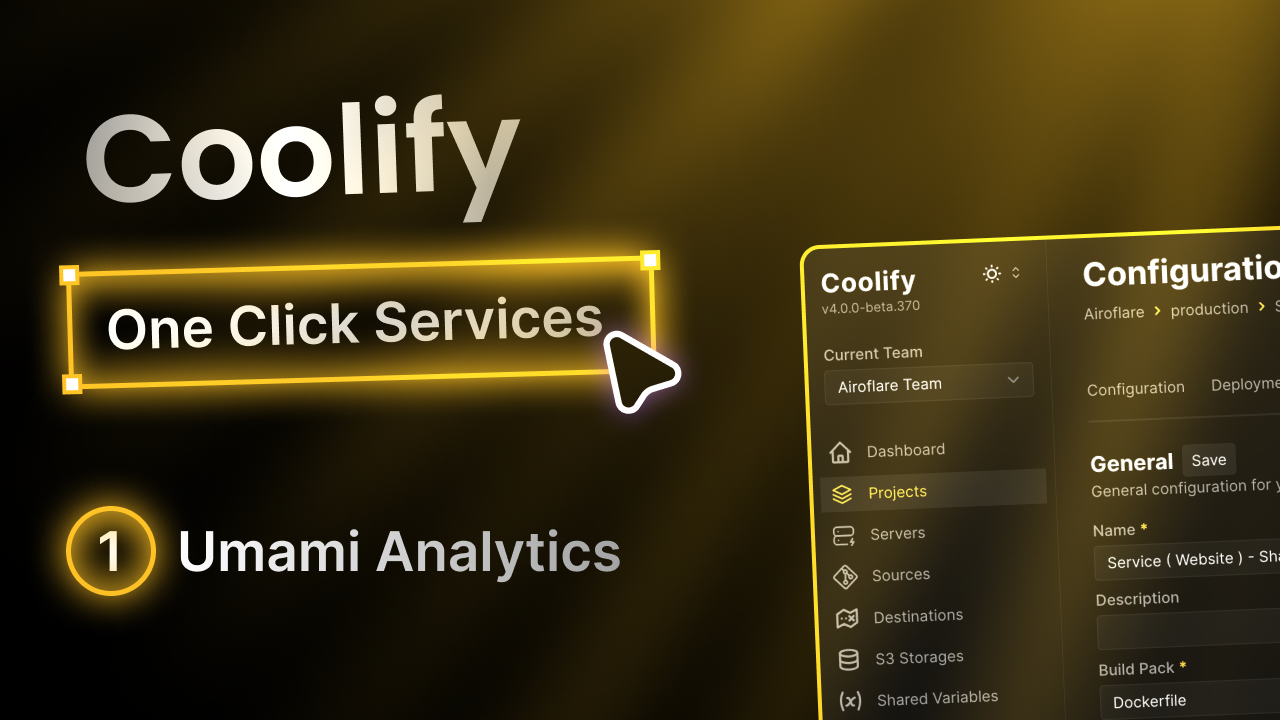 Coolify
One Click Services
1 Umami Analytics
Coolify
v4.0.0-beta.370
Current Team
Airoflare Team
Dashboard
Projects
Servers
Sources
Destinations
S3 Storages
Shared Variables
Configuratio
Airoflare > production > S
Configuration Deployme
General Save
General configuration for y
Name *
Service ( Website ) - Sha
Description
Build Pack *
Dockerfile